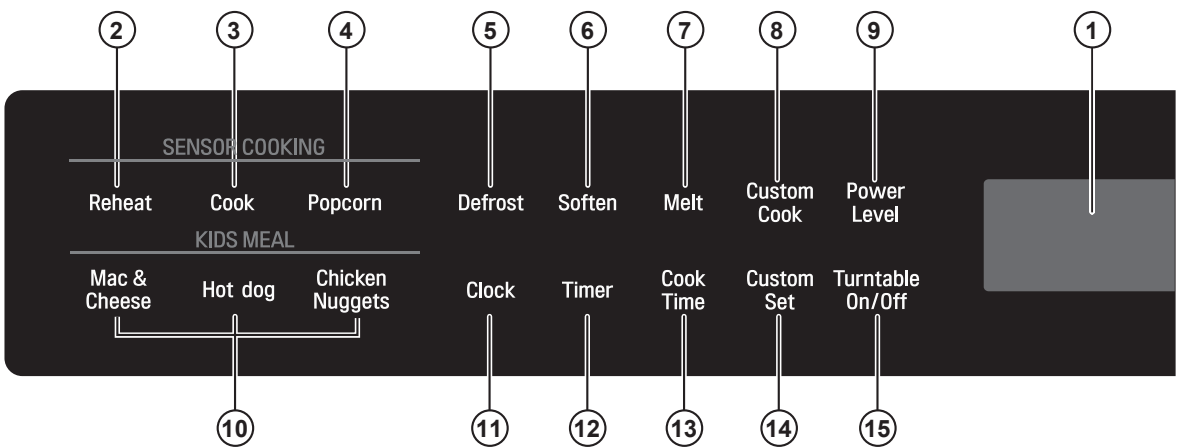 2 3 4 5 6 7 8 9 1
SENSOR COOKING
Reheat Cook Popcorn Defrost Soften Melt Custom Cook Power Level
KIDS MEAL
Mac & Cheese Hot dog Chicken Nuggets Clock Timer Cook Time Custom Set Turntable On/Off
10 11 12 13 14 15